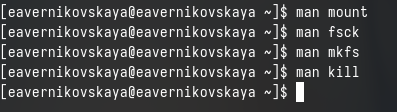 [eavernikovskaya@eavernikovskaya ~]$ man mount
[eavernikovskaya@eavernikovskaya ~]$ man fsck
[eavernikovskaya@eavernikovskaya ~]$ man mkfs
[eavernikovskaya@eavernikovskaya ~]$ man kill
[eavernikovskaya@eavernikovskaya ~]$